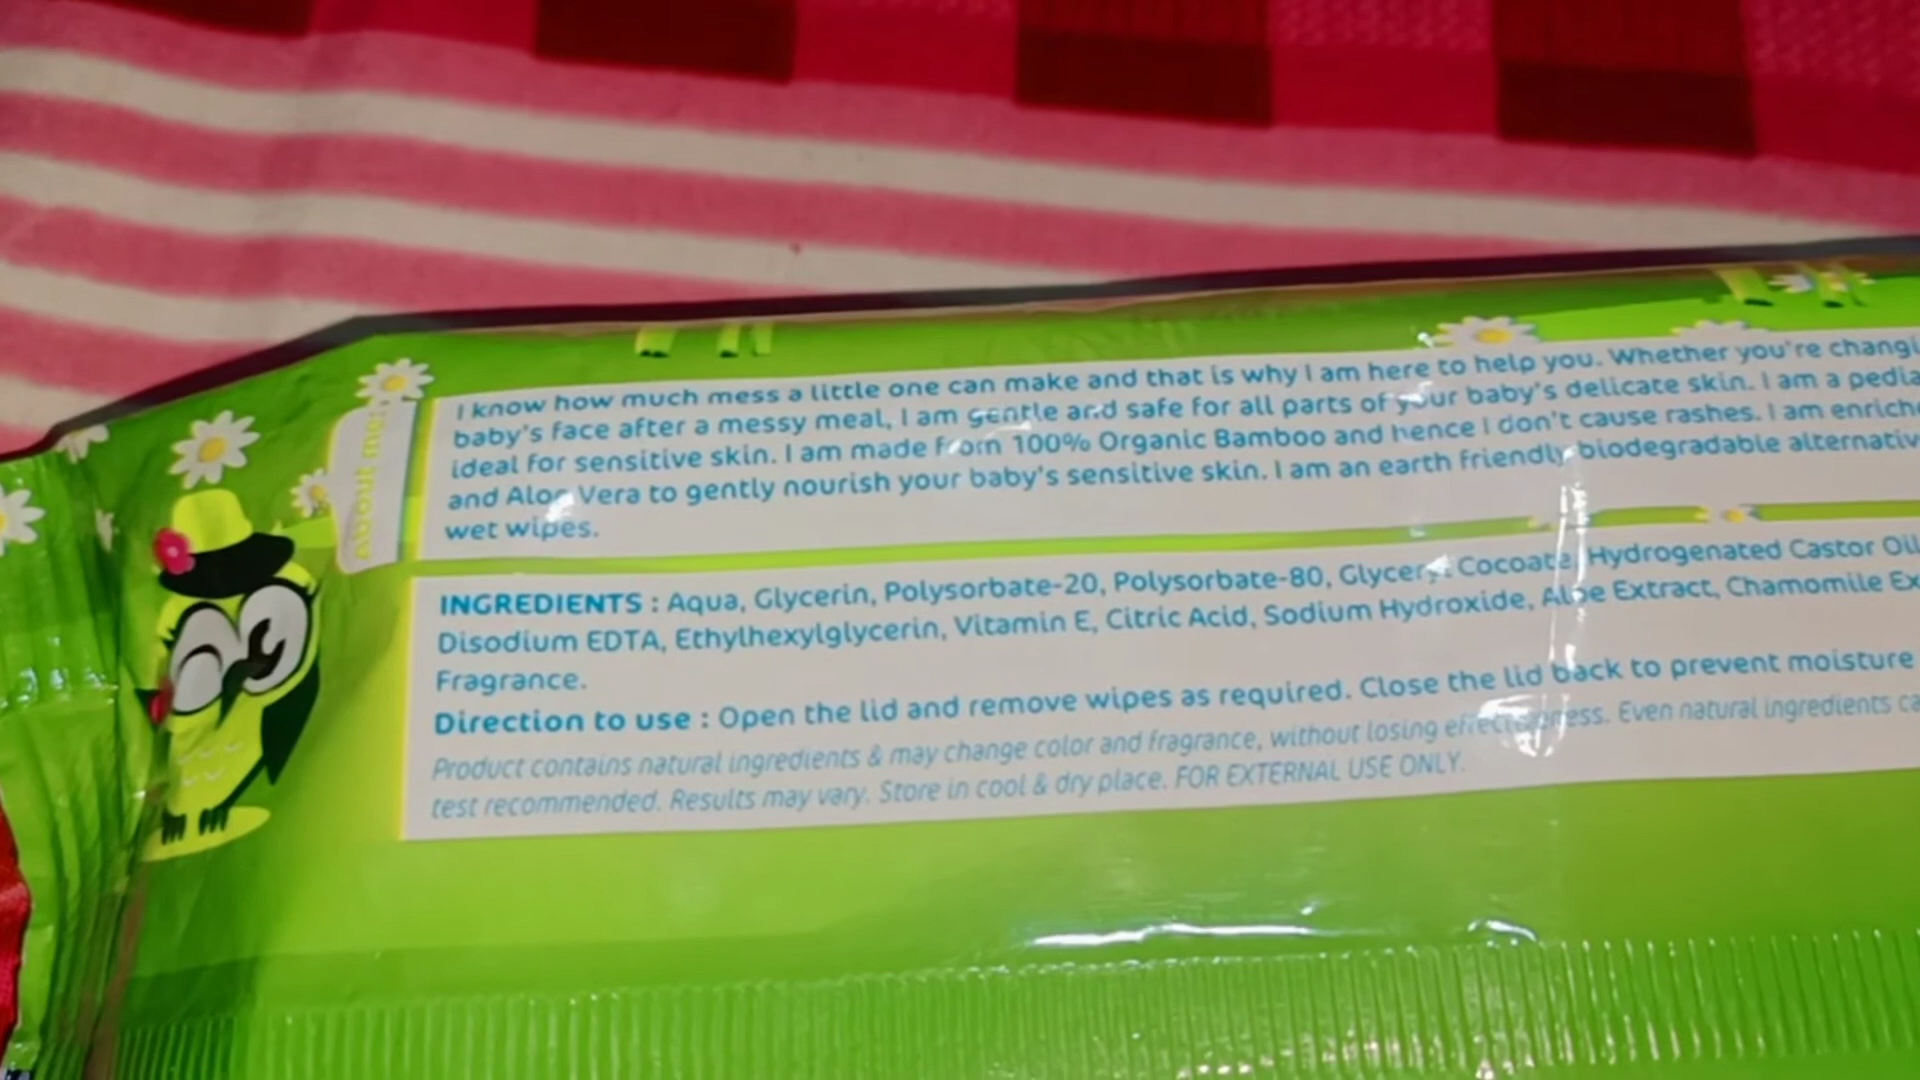 About me
I know how much mess a little one can make and that is why I am here to help you. Whether you're
baby's face after a messy meal, I am gentle and safe for all parts of your baby's delicate skin. I am a
ideal for sensitive skin. I am made from 100% Organic Bamboo and hence I don't cause rashes. I am
and Aloe Vera to gently nourish your baby's sensitive skin. I am an earth friendly biodegradable
wet wipes.
INGREDIENTS : Aqua, Glycerin, Polysorbate-20, Polysorbate-80, Glyceryl Cocoate, Hydrogenated Castor Oil
Disodium EDTA, Ethylhexylglycerin, Vitamin E, Citric Acid, Sodium Hydroxide, Aloe Extract, Chamomile
Fragrance.
Direction to use : Open the lid and remove wipes as required. Close the lid back to prevent moisture
Product contains natural ingredients & may change color and fragrance, without losing effectiveness. Even natural ingredients
test recommended. Results may vary. Store in cool & dry place. FOR EXTERNAL USE ONLY.